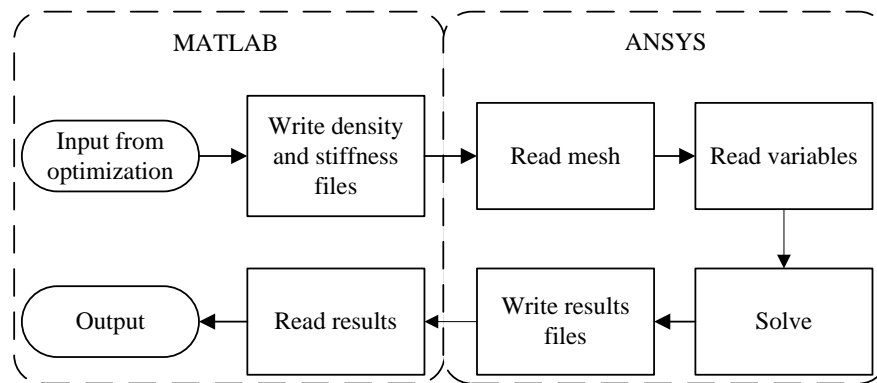 MATLAB
ANSYS
Input from
optimization
Write density
and stiffness
files
Read mesh
Read variables
Output
Read results
Write results
files
Solve